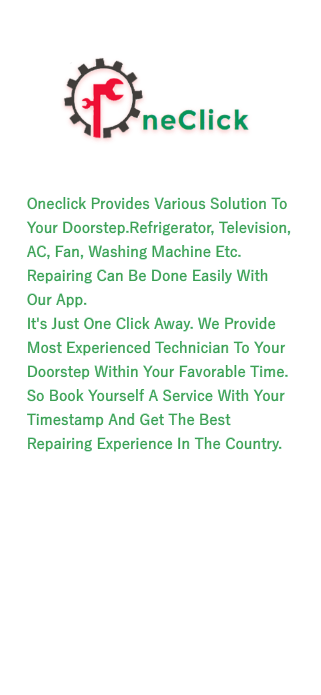 OneClick
Oneclick Provides Various Solution To
Your Doorstep.Refrigerator, Television,
AC, Fan, Washing Machine Etc.
Repairing Can Be Done Easily With
Our App.
It's Just One Click Away. We Provide
Most Experienced Technician To Your
Doorstep Within Your Favorable Time.
So Book Yourself A Service With Your
Timestamp And Get The Best
Repairing Experience In The Country.